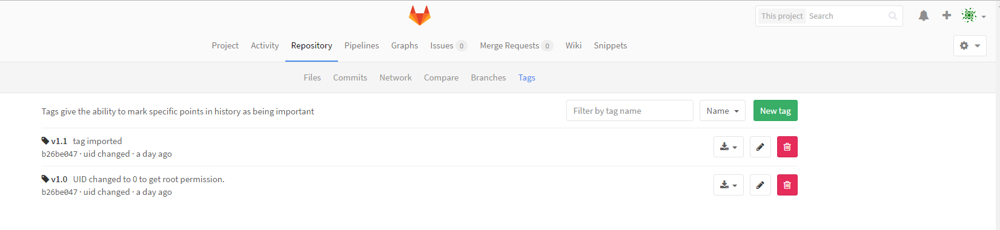 This project Search
Project Activity Repository Pipelines Graphs Issues 0 Merge Requests 0 Wiki Snippets
Files Commits Network Compare Branches Tags
Tags give the ability to mark specific points in history as being important Filter by tag name Name New tag
v1.1 tag imported
b26be047 · uid changed · a day ago
v1.0 UID changed to 0 to get root permission.
b26be047 · uid changed · a day ago